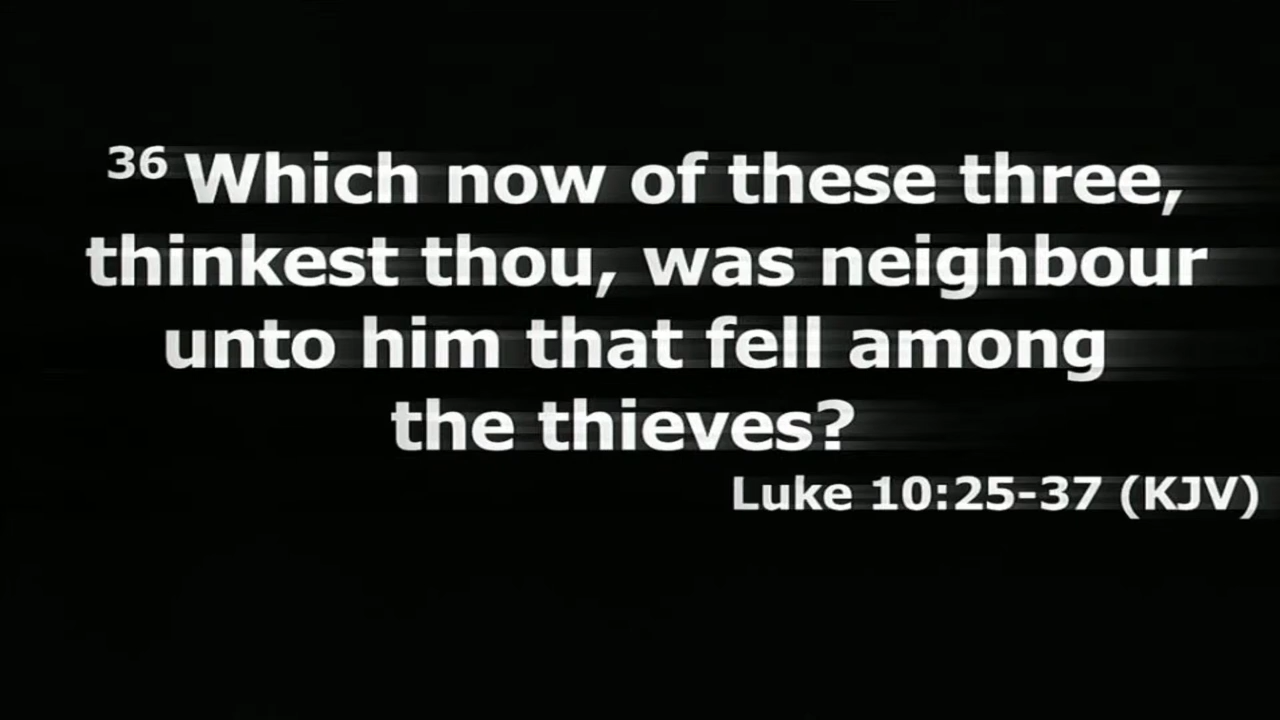 36 Which now of these three,
thinkest thou, was neighbour
unto him that fell among
the thieves?
Luke 10:25-37 (KJV)